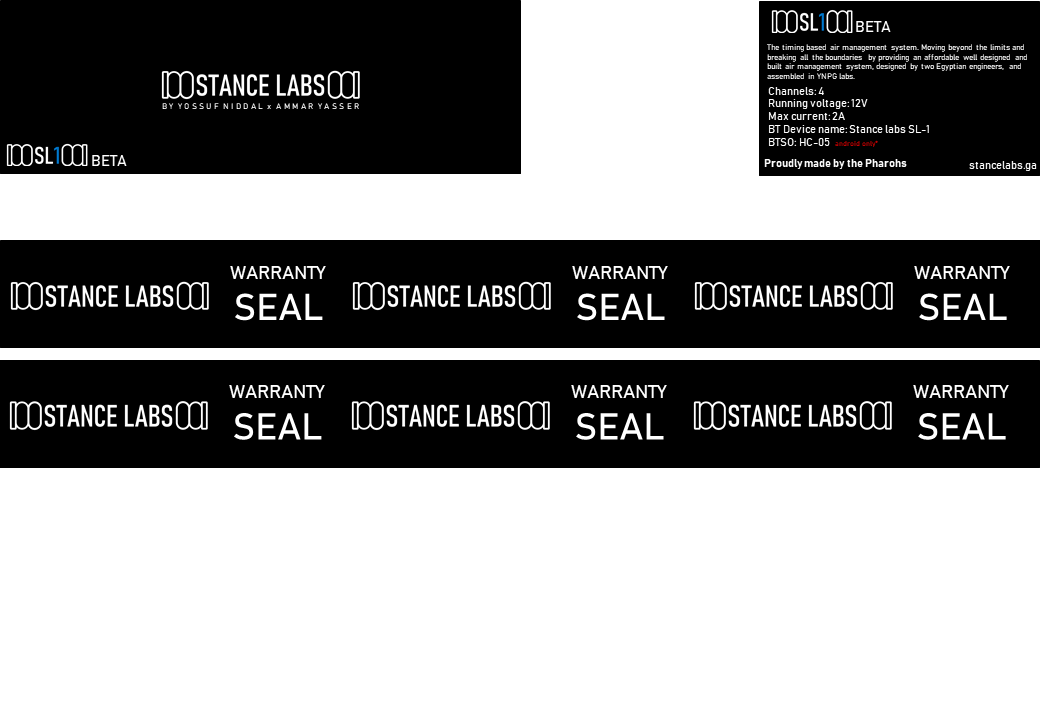 STANCE LABS
BY YOSSUF NIDDAL x AMMAR YASSER
SL1 BETA
SL1 BETA
The timing based air management system. Moving beyond the limits and
breaking all the boundaries by providing an affordable well designed and
built air management system, designed by two Egyptian engineers, and
assembled in YNPG labs.
Channels: 4
Running voltage: 12V
Max current: 2A
BT Device name: Stance labs SL-1
BTSO: HC-05 android only*
Proudly made by the Pharohs
stancelabs.ga
STANCE LABS
WARRANTY
SEAL
STANCE LABS
WARRANTY
SEAL
STANCE LABS
WARRANTY
SEAL
STANCE LABS
WARRANTY
SEAL
STANCE LABS
WARRANTY
SEAL
STANCE LABS
WARRANTY
SEAL